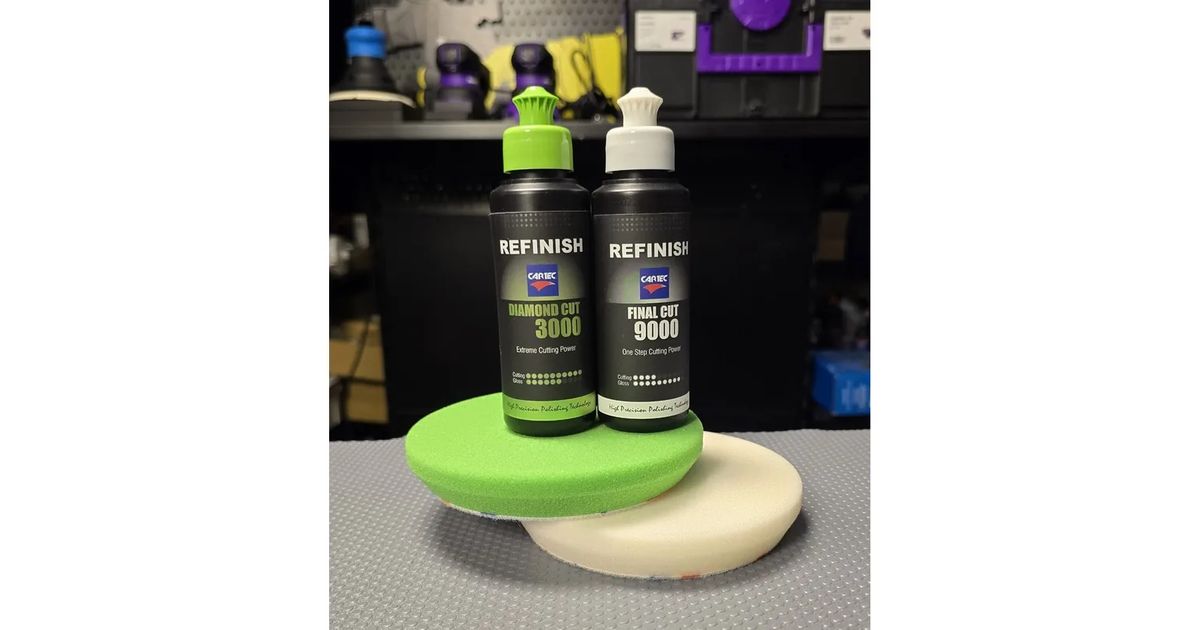 REFINISH
CARTEC
DIAMOND CUT
3000
Extreme Cutting Power
Cutting
Gloss
High Precision Polishing Technology
REFINISH
CARTEC
FINAL CUT
9000
One Step Cutting Power
Cutting
Gloss
High Precision Polishing Technology